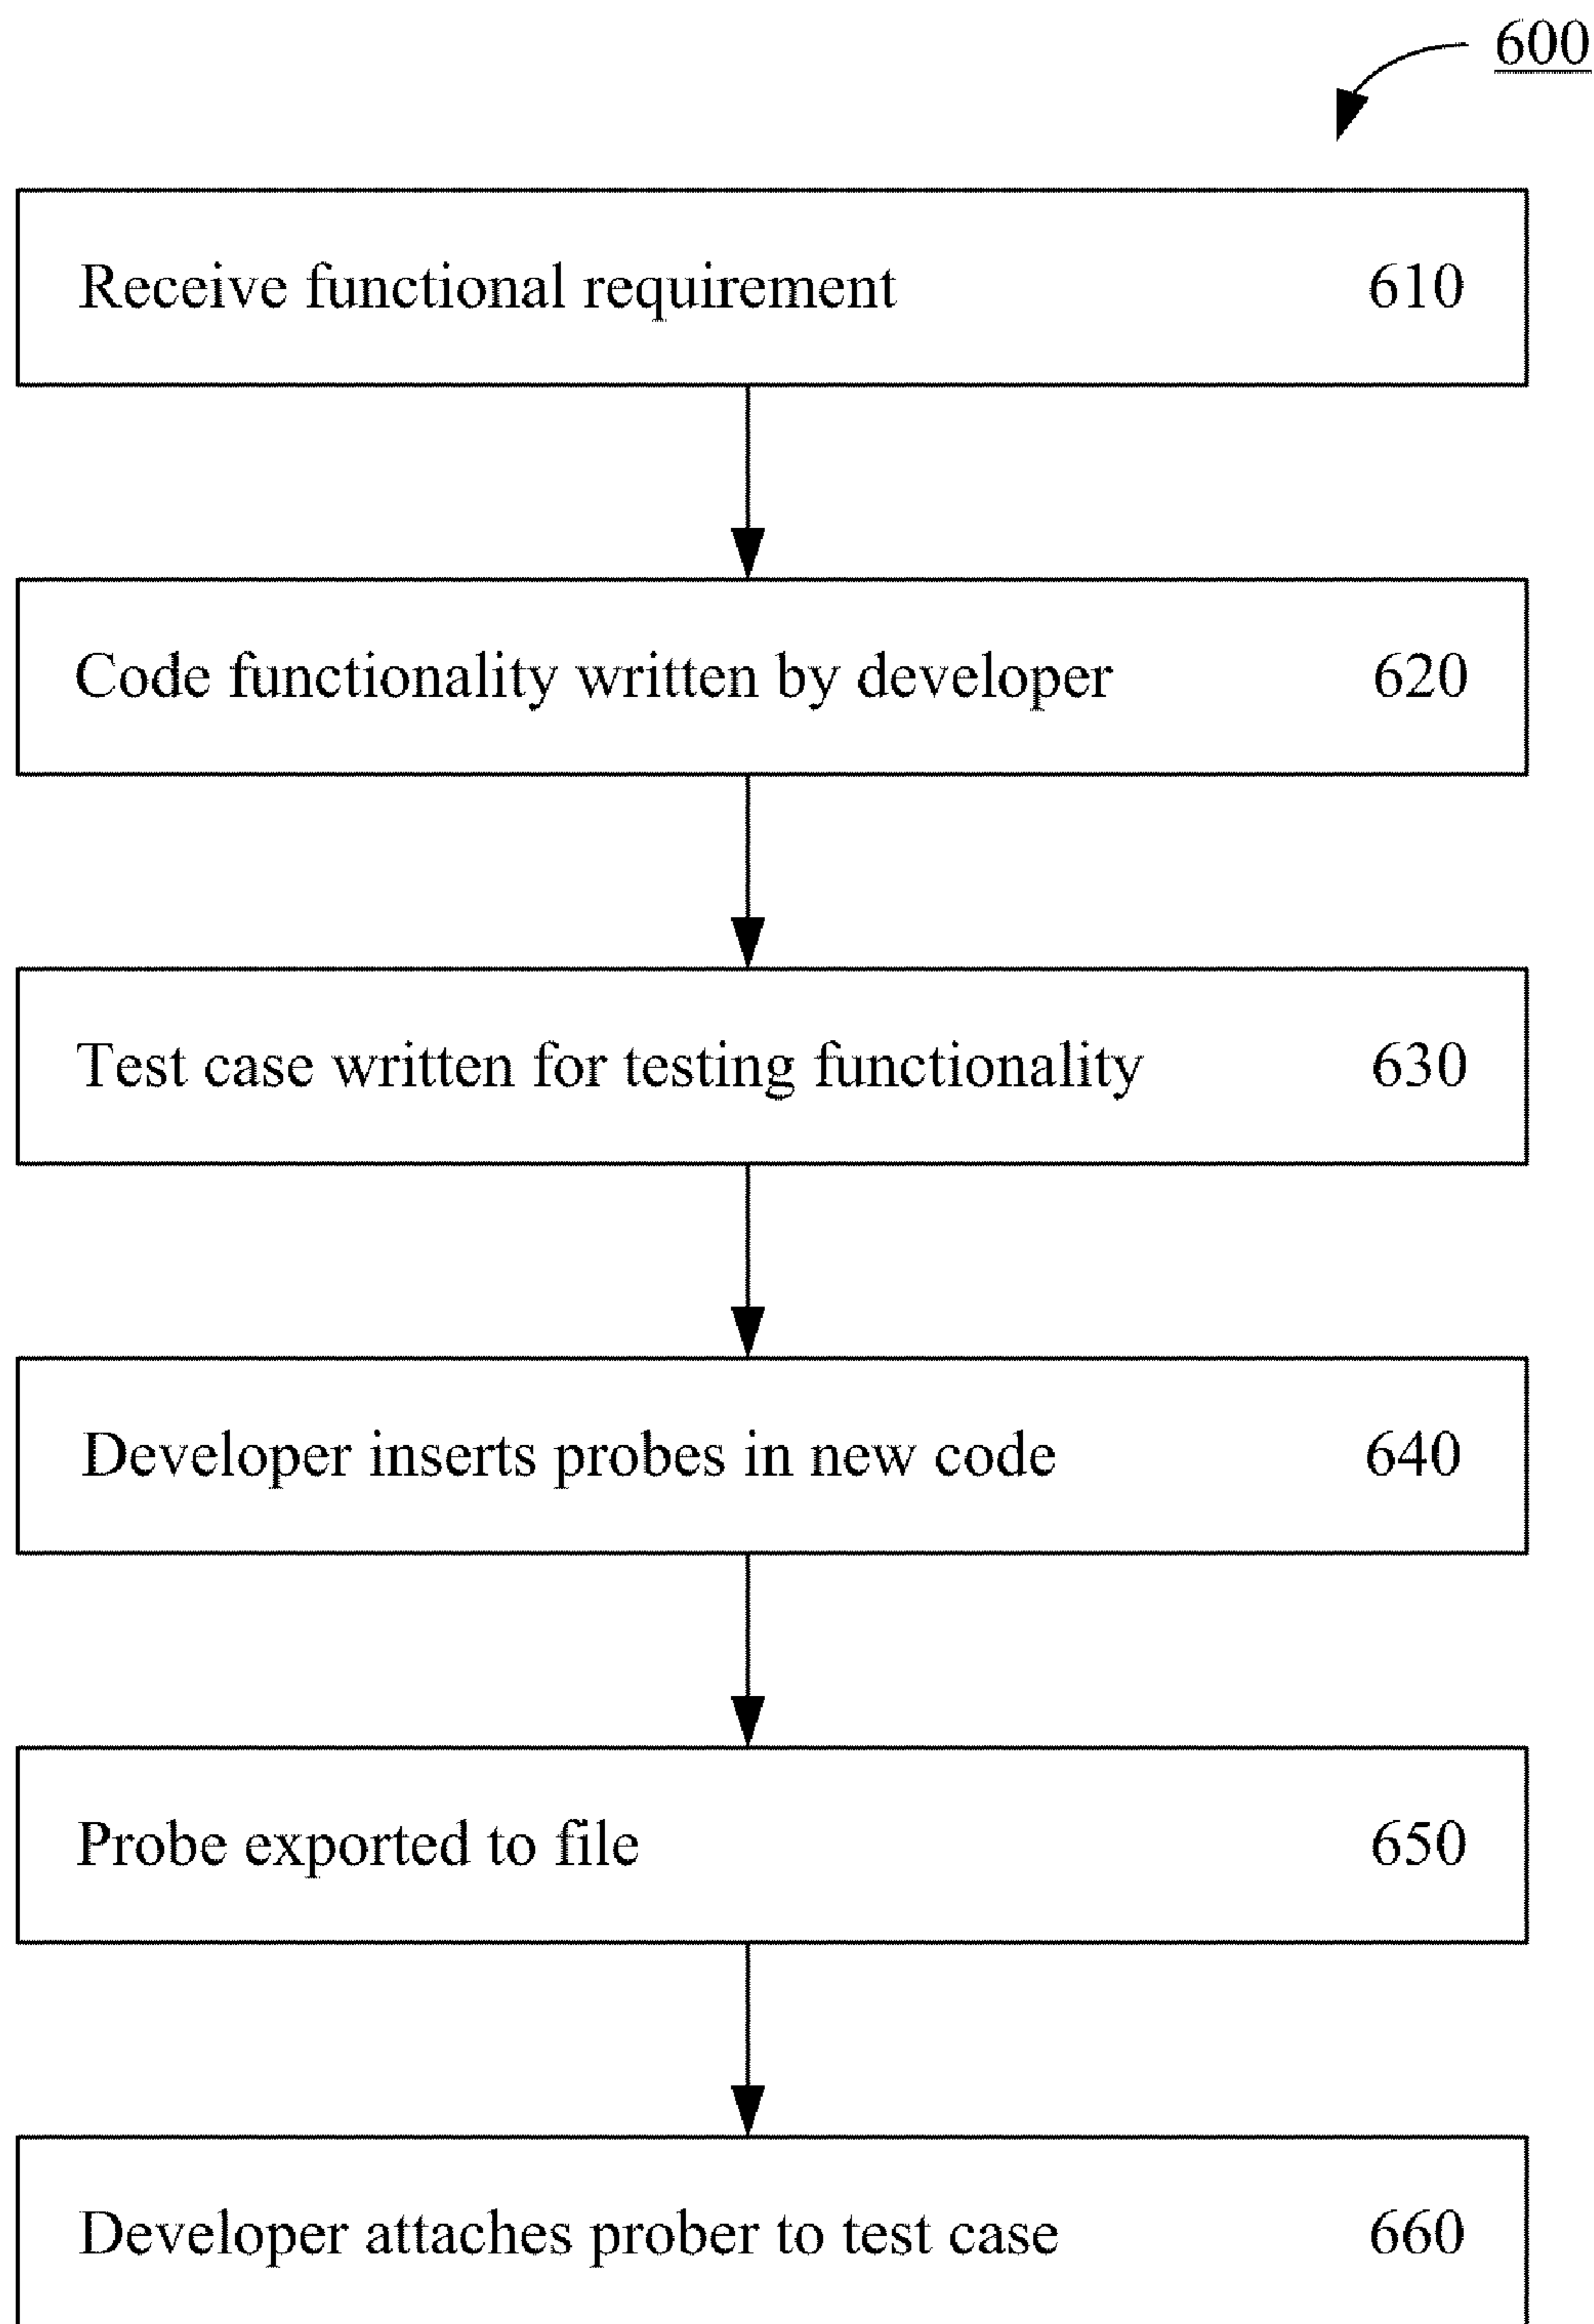 600
Receive functional requirement 610
Code functionality written by developer 620
Test case written for testing functionality 630
Developer inserts probes in new code 640
Probe exported to file 650
Developer attaches prober to test case 660